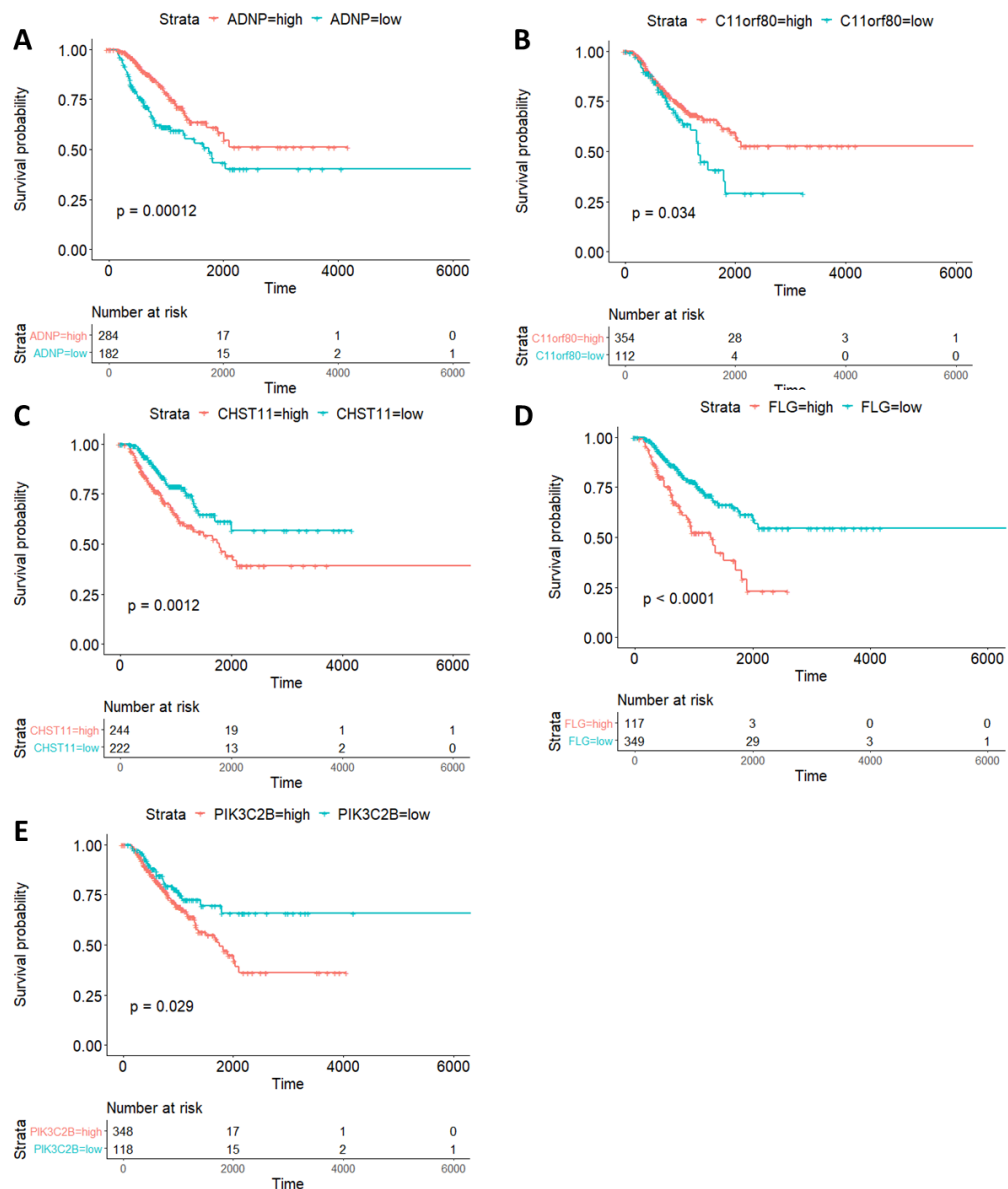 A
Strata ADNP=high ADNP=low
Survival probability
1.00
0.75
0.50
0.25
0.00
p = 0.00012
0 2000 4000 6000
Time
Number at risk
Strata
ADNP=high 284 17 1 0
ADNP=low 182 15 2 1
0 2000 4000 6000
Time
B
Strata C11orf80=high C11orf80=low
Survival probability
1.00
0.75
0.50
0.25
0.00
p = 0.034
0 2000 4000 6000
Time
Number at risk
Strata
C11orf80=high 354 28 3 1
C11orf80=low 112 4 0 0
0 2000 4000 6000
Time
C
Strata CHST11=high CHST11=low
Survival probability
1.00
0.75
0.50
0.25
0.00
p = 0.0012
0 2000 4000 6000
Time
Number at risk
Strata
CHST11=high 244 19 1 1
CHST11=low 222 13 2 0
0 2000 4000 6000
Time
D
Strata FLG=high FLG=low
Survival probability
1.00
0.75
0.50
0.25
0.00
p < 0.0001
0 2000 4000 6000
Time
Number at risk
Strata
FLG=high 117 3 0 0
FLG=low 349 29 3 1
0 2000 4000 6000
Time
E
Strata PIK3C2B=high PIK3C2B=low
Survival probability
1.00
0.75
0.50
0.25
0.00
p = 0.029
0 2000 4000 6000
Time
Number at risk
Strata
PIK3C2B=high 348 17 1 0
PIK3C2B=low 118 15 2 1
0 2000 4000 6000
Time